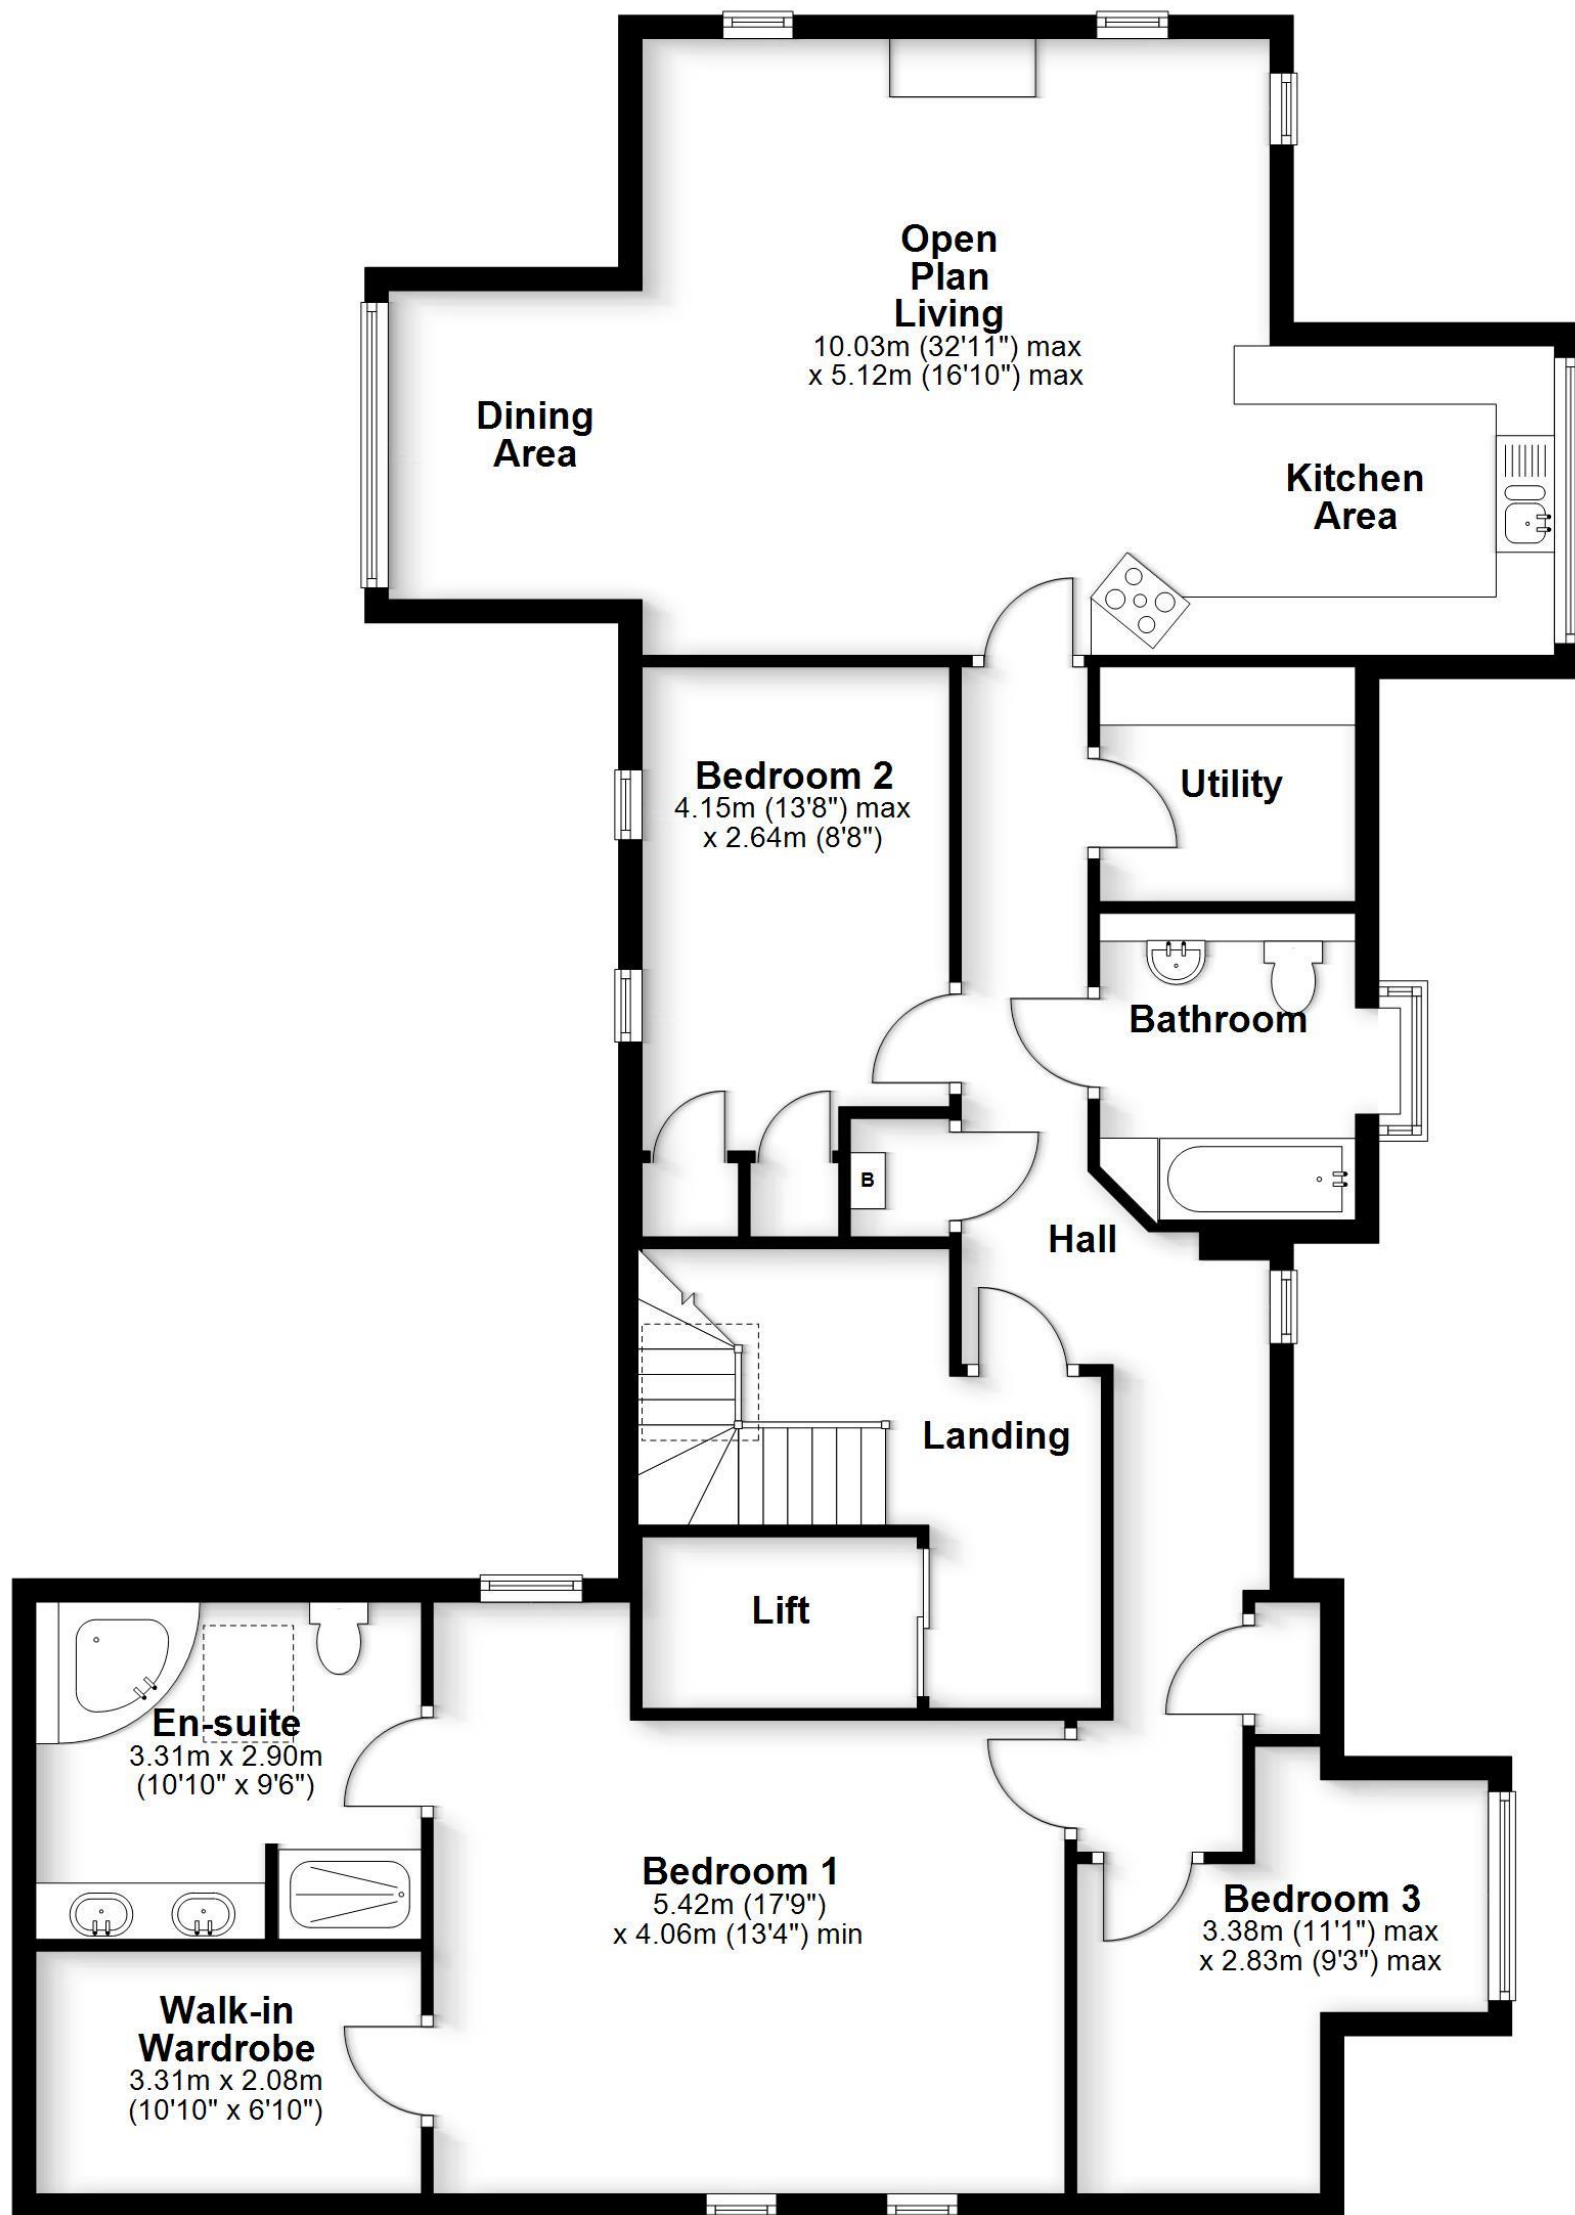 Open
Plan
Living
10.03m (32'11") max
x 5.12m (16'10") max
Dining
Area
Kitchen
Area
Bedroom 2
4.15m (13'8") max
x 2.64m (8'8")
Utility
Bathroom
B
Hall
Landing
Lift
En-suite
3.31m x 2.90m
(10'10" x 9'6")
Bedroom 1
5.42m (17'9")
x 4.06m (13'4") min
Bedroom 3
3.38m (11'1") max
x 2.83m (9'3") max
Walk-in
Wardrobe
3.31m x 2.08m
(10'10" x 6'10")